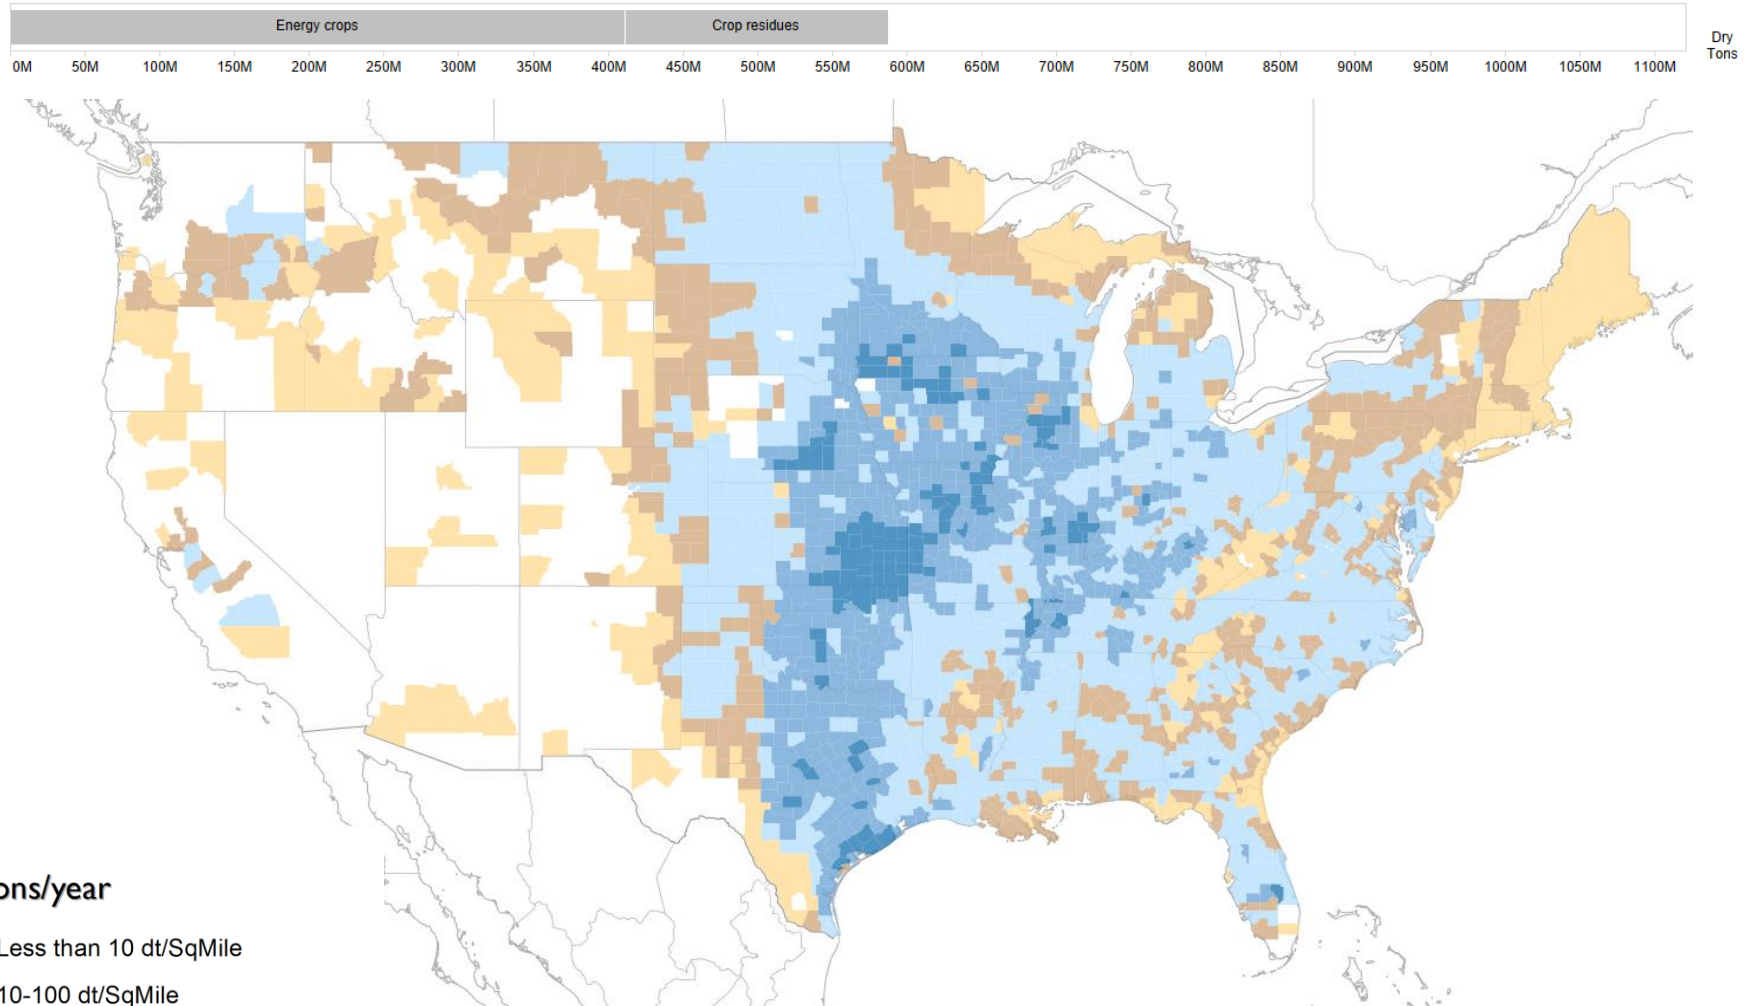 Energy crops Crop residues
Dry
Tons
0M 50M 100M 150M 200M 250M 300M 350M 400M 450M 500M 550M 600M 650M 700M 750M 800M 850M 900M 950M 1000M 1050M 1100M
ons/year
Less than 10 dt/SqMile
10-100 dt/SqMile